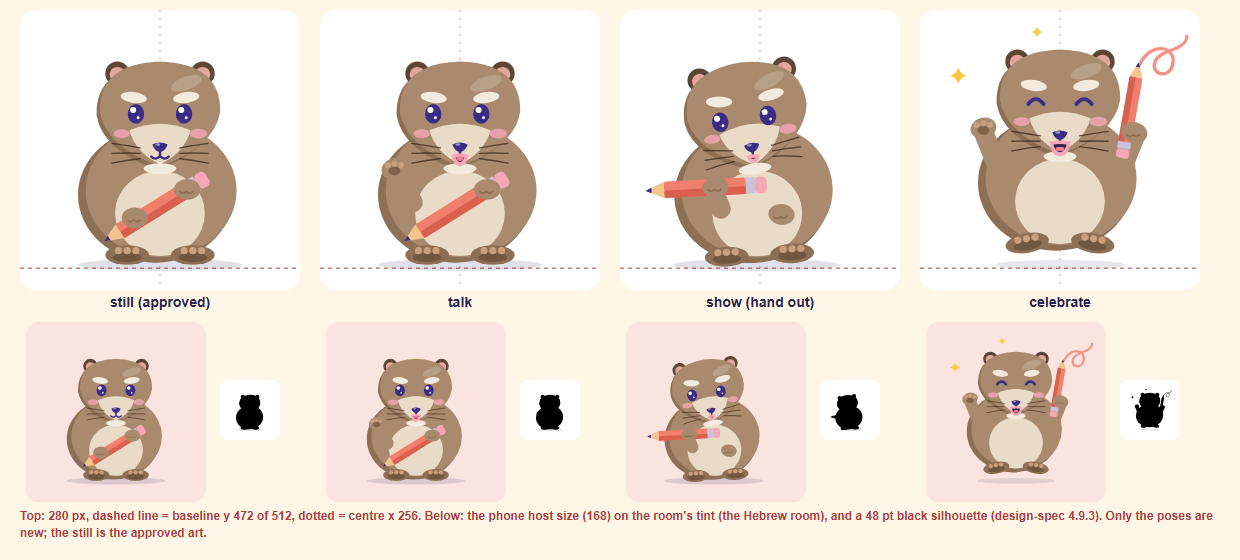 still (approved)
talk
show (hand out)
celebrate
Top: 280 px, dashed line = baseline y 472 of 512, dotted = centre x 256. Below: the phone host size (168) on the room's tint (the Hebrew room), and a 48 pt black silhouette (design-spec 4.9.3). Only the poses are
new; the still is the approved art.